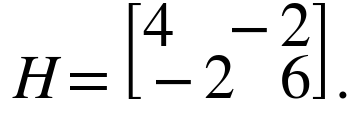 H = [ 4 − 2
− 2 6 ] .